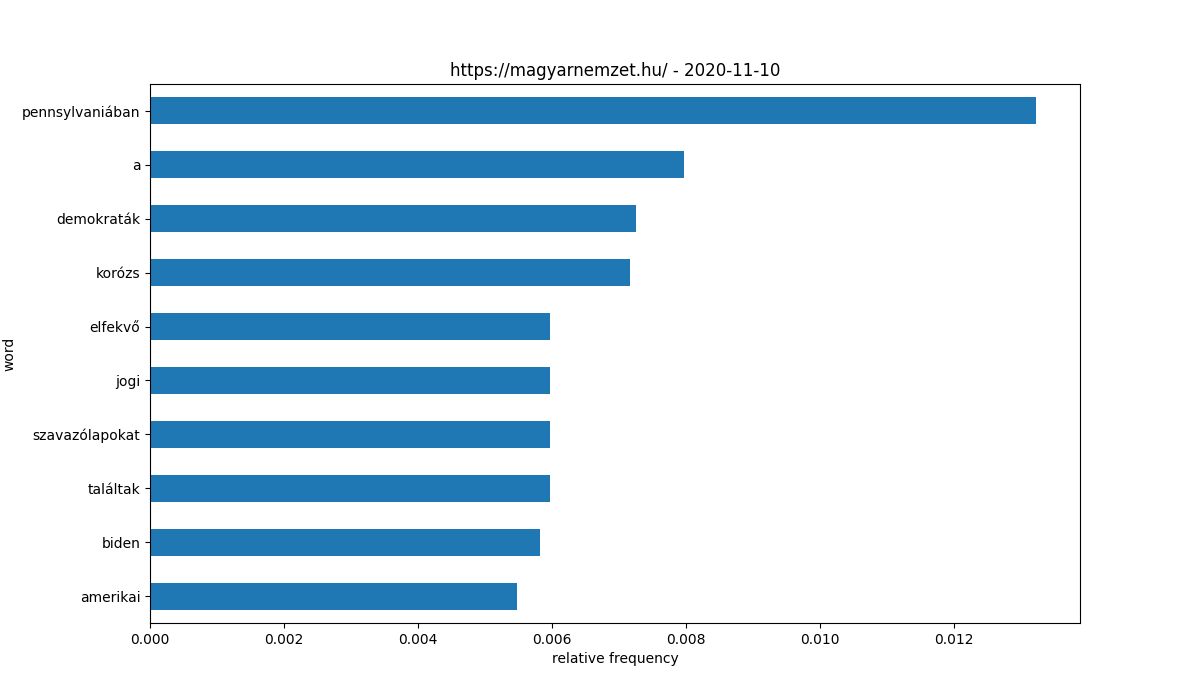 https://magyarnemzet.hu/ - 2020-11-10
pennsylvaniában
a
demokraták
korózs
elfekvő
jogi
szavazólapokat
találtak
biden
amerikai
word
0.000 0.002 0.004 0.006 0.008 0.010 0.012
relative frequency